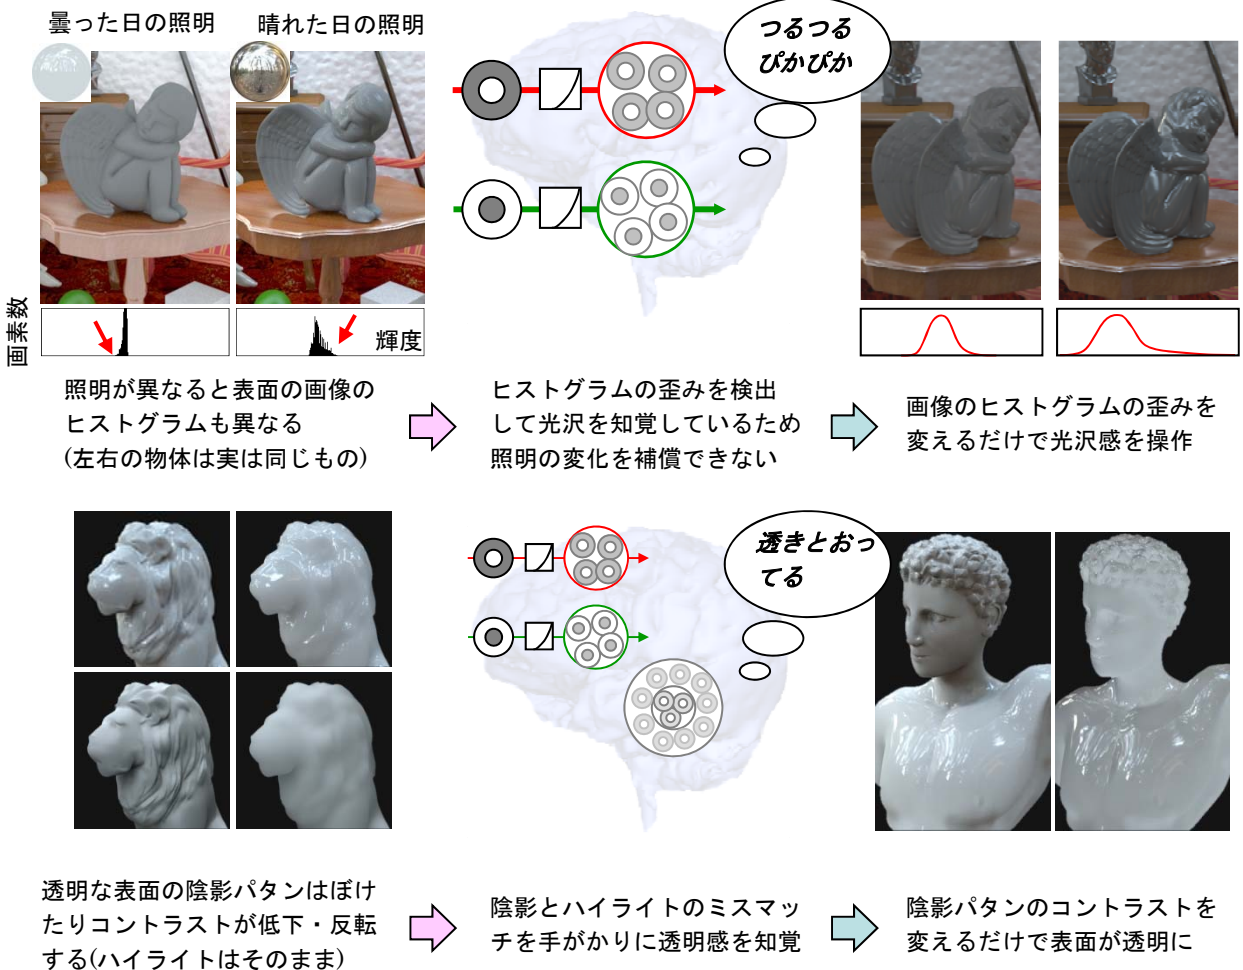 曇った日の照明
晴れた日の照明
つるつる
ぴかぴか
画素数
輝度
照明が異なると表面の画像の
ヒストグラムも異なる
(左右の物体は実は同じもの)
ヒストグラムの歪みを検出
して光沢を知覚しているため
照明の変化を補償できない
画像のヒストグラムの歪みを
変えるだけで光沢感を操作
透きとおっ
てる
透明な表面の陰影パタンはぼけ
たりコントラストが低下・反転
する(ハイライトはそのまま)
陰影とハイライトのミスマッ
チを手がかりに透明感を知覚
陰影パタンのコントラストを
変えるだけで表面が透明に